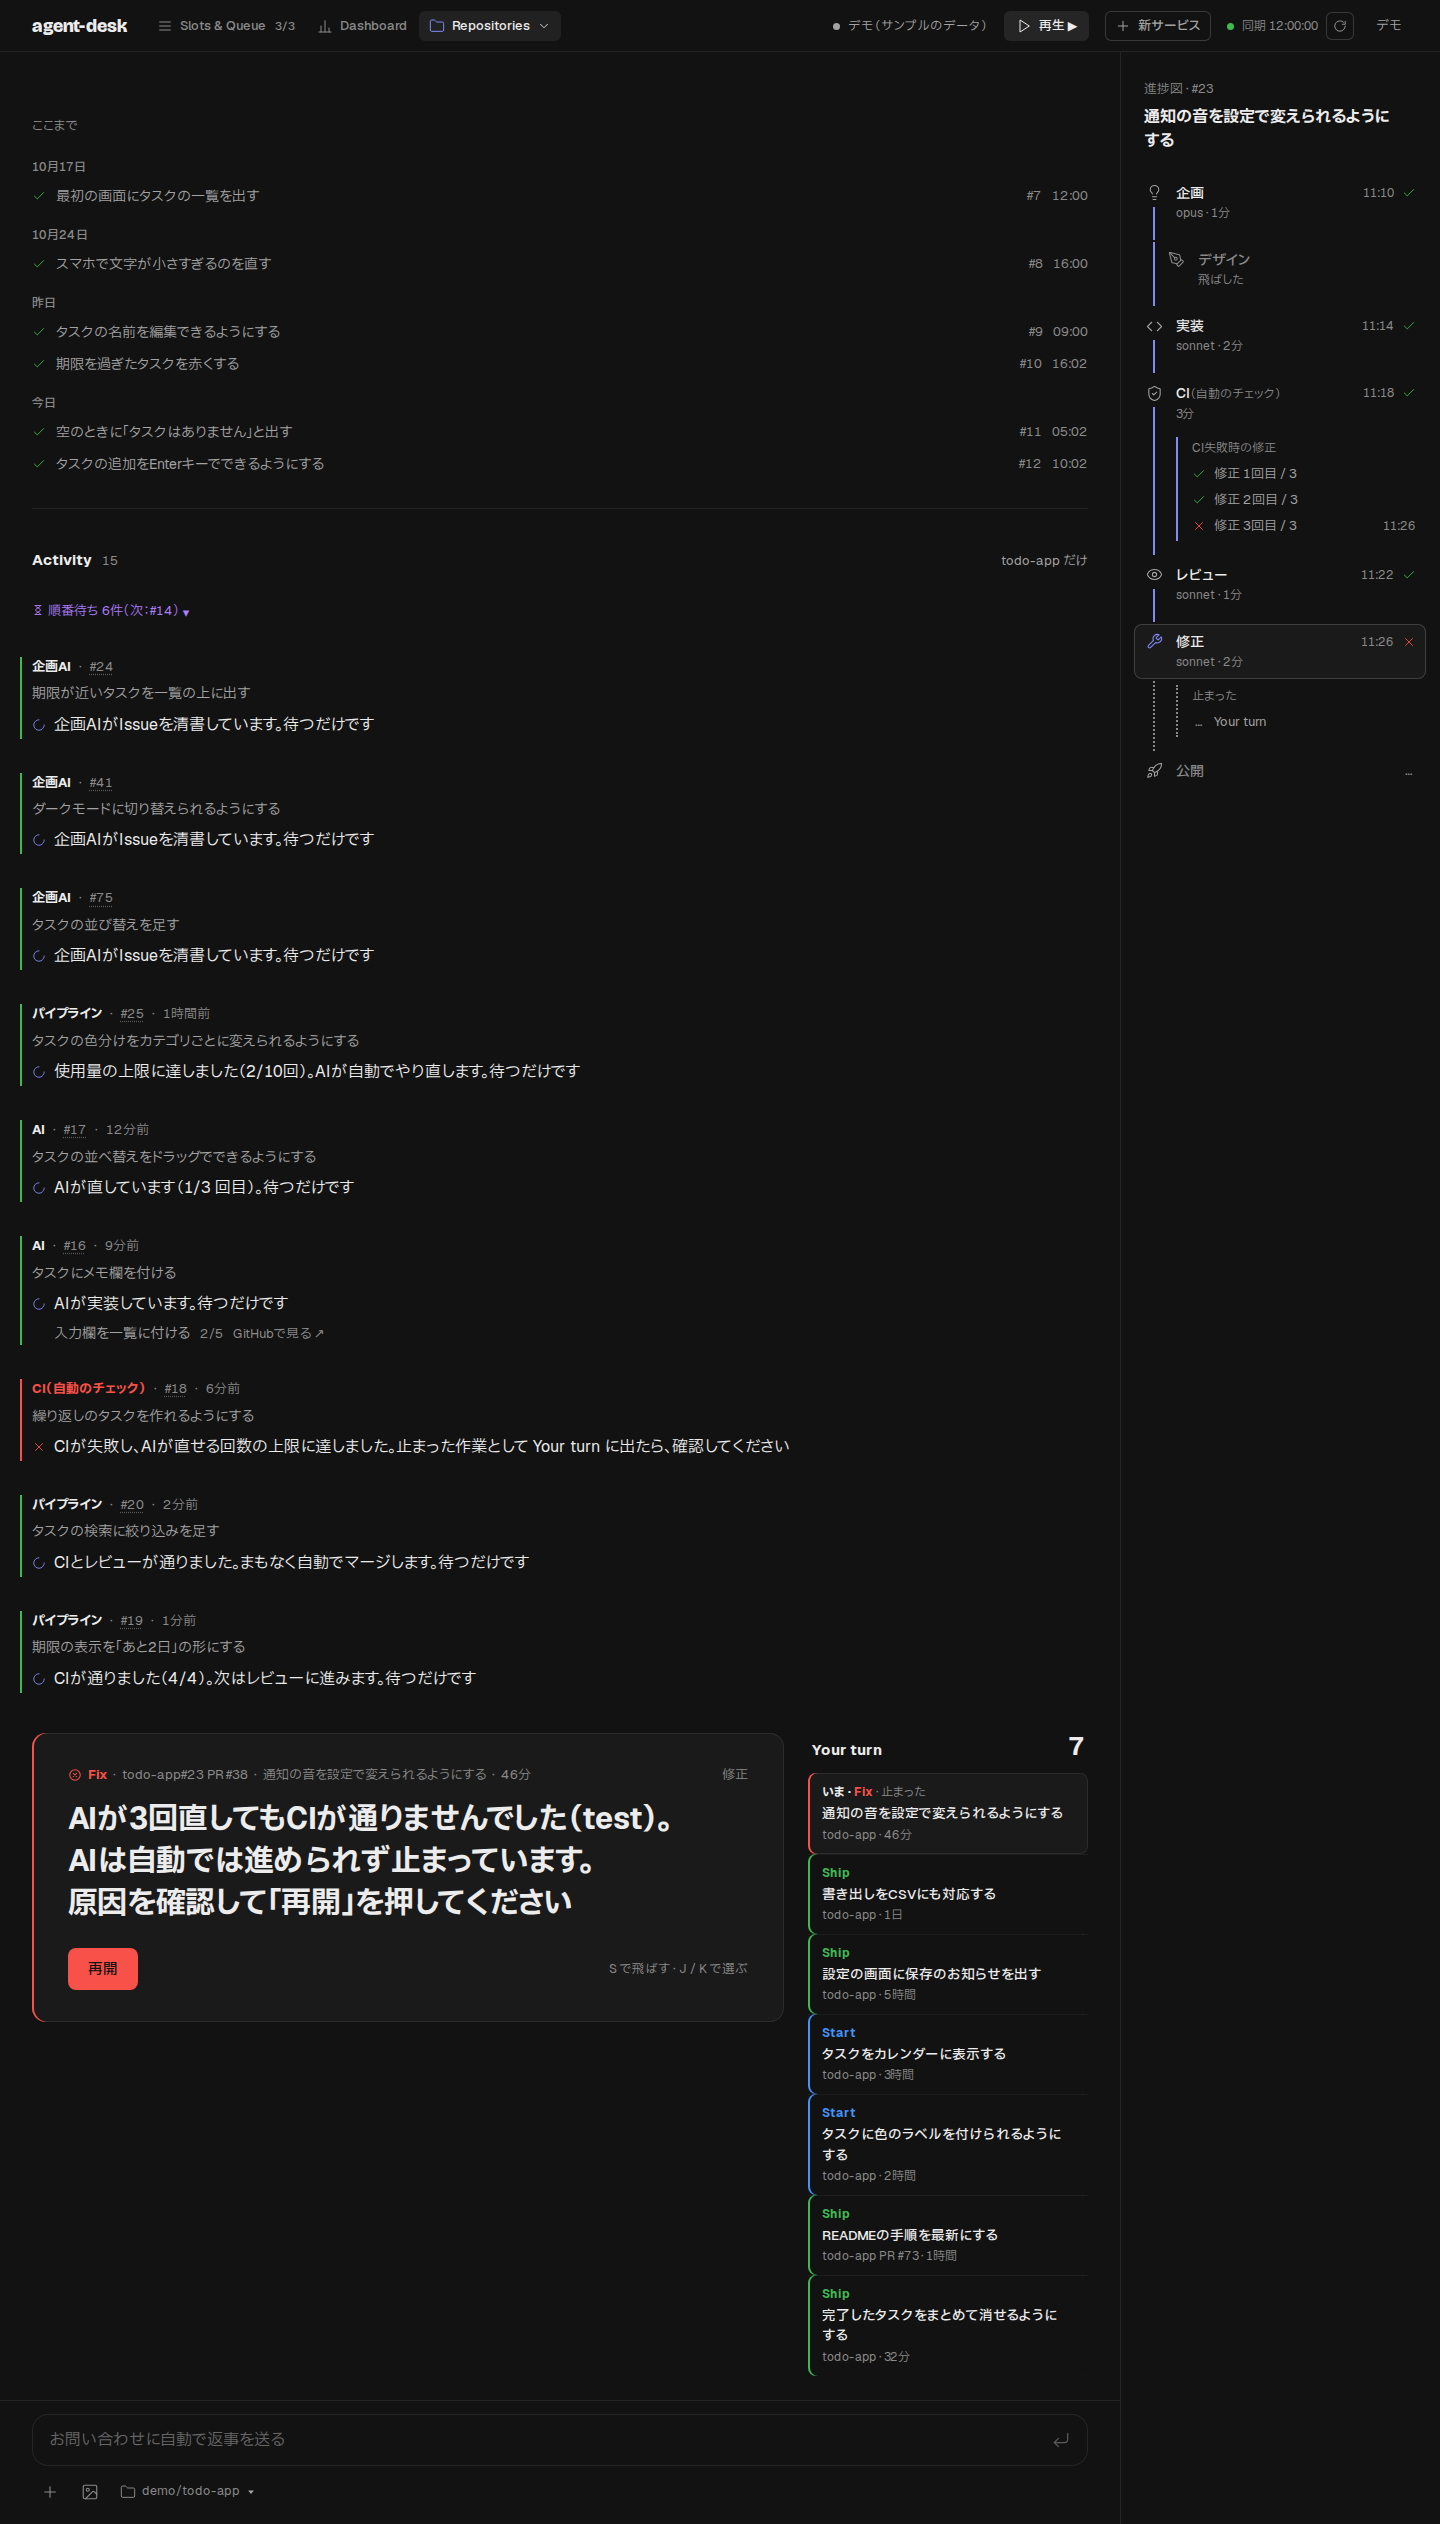 agent-desk
Slots & Queue 3/3
Dashboard
Repositories
デモ（サンプルのデータ）
再生 ▶
新サービス
同期 12:00:00
デモ
ここまで
10月17日
最初の画面にタスクの一覧を出す #7 12:00
10月24日
スマホで文字が小さすぎるのを直す #8 16:00
昨日
タスクの名前を編集できるようにする #9 09:00
期限を過ぎたタスクを赤くする #10 16:02
今日
空のときに「タスクはありません」と出す #11 05:02
タスクの追加をEnterキーでできるようにする #12 10:02
Activity 15 todo-app だけ
順番待ち 6件（次：#14）▼
企画AI · #24
期限が近いタスクを一覧の上に出す
企画AIがIssueを清書しています。待つだけです
企画AI · #41
ダークモードに切り替えられるようにする
企画AIがIssueを清書しています。待つだけです
企画AI · #75
タスクの並び替えを足す
企画AIがIssueを清書しています。待つだけです
パイプライン · #25 · 1時間前
タスクの色分けをカテゴリごとに変えられるようにする
使用量の上限に達しました（2/10回）。AIが自動でやり直します。待つだけです
AI · #17 · 12分前
タスクの並べ替えをドラッグでできるようにする
AIが直しています（1/3 回目）。待つだけです
AI · #16 · 9分前
タスクにメモ欄を付ける
AIが実装しています。待つだけです
入力欄を一覧に付ける 2/5 GitHubで見る ↗
CI（自動のチェック） · #18 · 6分前
繰り返しのタスクを作れるようにする
CIが失敗し、AIが直せる回数の上限に達しました。止まった作業として Your turn に出たら、確認してください
パイプライン · #20 · 2分前
タスクの検索に絞り込みを足す
CIとレビューが通りました。まもなく自動でマージします。待つだけです
パイプライン · #19 · 1分前
期限の表示を「あと2日」の形にする
CIが通りました（4/4）。次はレビューに進みます。待つだけです
Fix · todo-app#23 PR #38 · 通知の音を設定で変えられるようにする · 46分 修正
AIが3回直してもCIが通りませんでした（test）。
AIは自動では進められず止まっています。
原因を確認して「再開」を押してください
再開
S で飛ばす · J / K で選ぶ
Your turn 7
いま · Fix · 止まった
通知の音を設定で変えられるようにする
todo-app · 46分
Ship
書き出しをCSVにも対応する
todo-app · 1日
Ship
設定の画面に保存のお知らせを出す
todo-app · 5時間
Start
タスクをカレンダーに表示する
todo-app · 3時間
Start
タスクに色のラベルを付けられるように
する
todo-app · 2時間
Ship
READMEの手順を最新にする
todo-app PR #73 · 1時間
Ship
完了したタスクをまとめて消せるように
する
todo-app · 32分
お問い合わせに自動で返事を送る
demo/todo-app
進捗図 · #23
通知の音を設定で変えられるように
する
企画 11:10
opus · 1分
デザイン
飛ばした
実装 11:14
sonnet · 2分
CI（自動のチェック） 11:18
3分
CI失敗時の修正
修正 1回目 / 3
修正 2回目 / 3
修正 3回目 / 3 11:26
レビュー 11:22
sonnet · 1分
修正 11:26
sonnet · 2分
止まった
… Your turn
公開 …